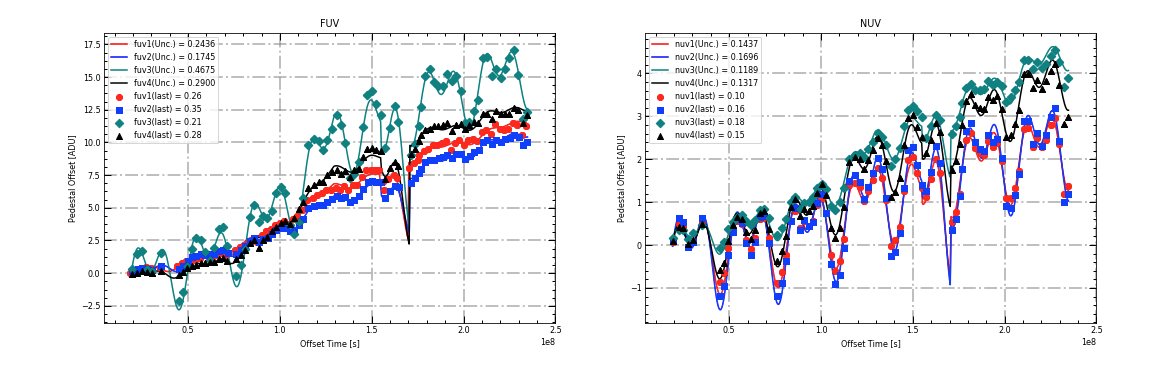 FUV
fuv1(Unc.) = 0.2436
fuv2(Unc.) = 0.1745
fuv3(Unc.) = 0.4675
fuv4(Unc.) = 0.2900
fuv1(last) = 0.26
fuv2(last) = 0.35
fuv3(last) = 0.21
fuv4(last) = 0.28
Pedestal Offset [ADU]
17.5
15.0
12.5
10.0
7.5
5.0
2.5
0.0
−2.5
0.5
1.0
1.5
2.0
2.5
1e8
Offset Time [s]
NUV
nuv1(Unc.) = 0.1437
nuv2(Unc.) = 0.1696
nuv3(Unc.) = 0.1189
nuv4(Unc.) = 0.1317
nuv1(last) = 0.10
nuv2(last) = 0.16
nuv3(last) = 0.18
nuv4(last) = 0.15
Pedestal Offset [ADU]
4
3
2
1
0
−1
0.5
1.0
1.5
2.0
2.5
1e8
Offset Time [s]